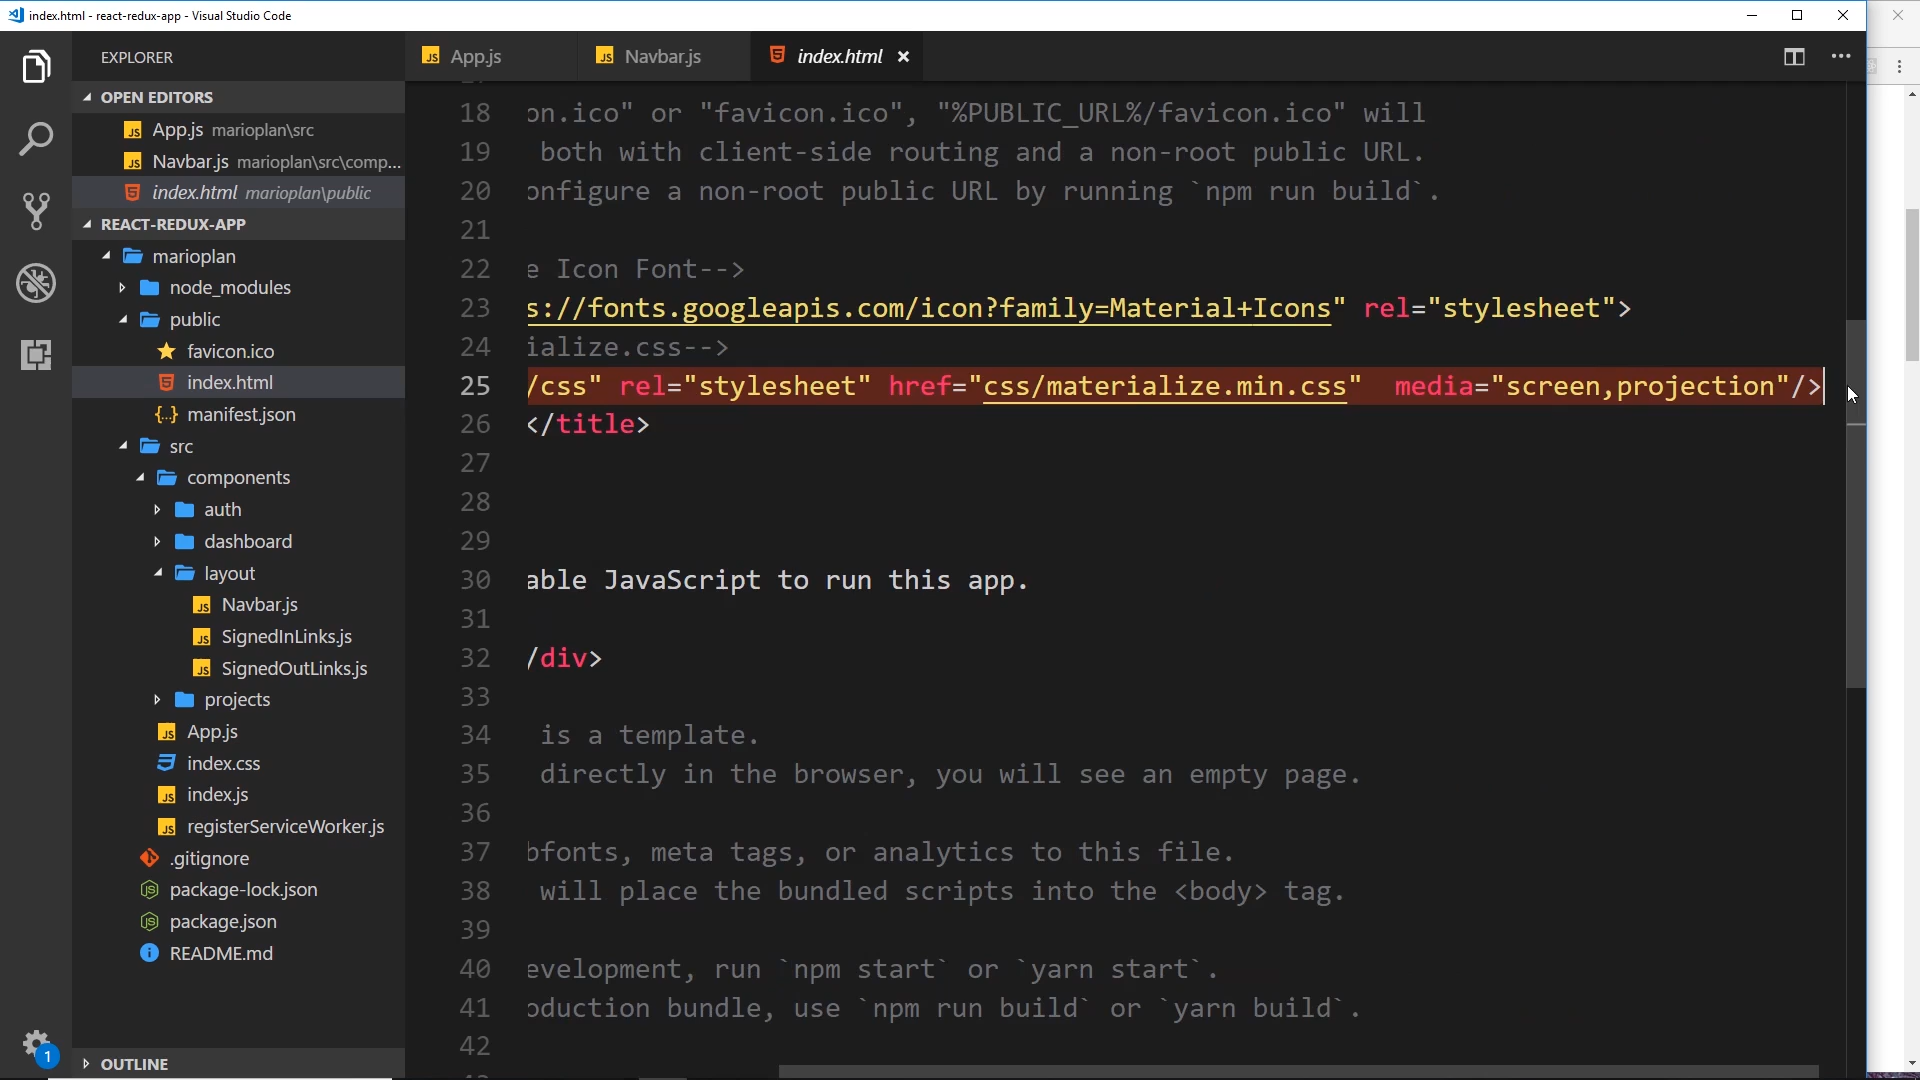 index.html - react-redux-app - Visual Studio Code
EXPLORER
OPEN EDITORS
App.js marioplan\src
Navbar.js marioplan\src\comp...
index.html marioplan\public
REACT-REDUX-APP
marioplan
node_modules
public
favicon.ico
index.html
manifest.json
src
components
auth
dashboard
layout
Navbar.js
SignedInLinks.js
SignedOutLinks.js
projects
App.js
index.css
index.js
registerServiceWorker.js
.gitignore
package-lock.json
package.json
README.md
OUTLINE
1
App.js
Navbar.js
index.html
18 on.ico" or "favicon.ico", "%PUBLIC_URL%/favicon.ico" will
19 both with client-side routing and a non-root public URL.
20 onfigure a non-root public URL by running `npm run build`.
21
22 e Icon Font-->
23 s://fonts.googleapis.com/icon?family=Material+Icons" rel="stylesheet">
24 ialize.css-->
25 /css" rel="stylesheet" href="css/materialize.min.css"  media="screen,projection"/>
26 </title>
27
28
29
30 able JavaScript to run this app.
31
32 /div>
33
34 is a template.
35 directly in the browser, you will see an empty page.
36
37 bfonts, meta tags, or analytics to this file.
38 will place the bundled scripts into the <body> tag.
39
40 evelopment, run `npm start` or `yarn start`.
41 oduction bundle, use `npm run build` or `yarn build`.
42